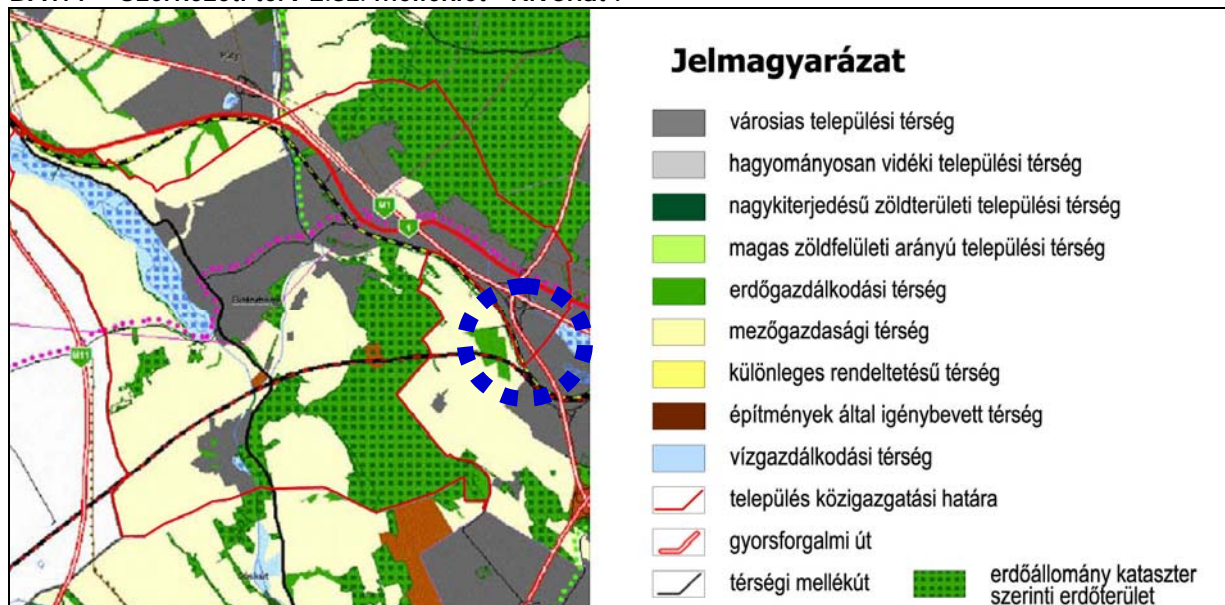 Jelmagyarázat
városias települési térség
hagyományosan vidéki települési térség
nagykiterjedésű zöldterületi települési térség
magas zöldfelületi arányú települési térség
erdőgazdálkodási térség
mezőgazdasági térség
különleges rendeltetésű térség
építmények által igénybevett térség
vízgazdálkodási térség
település közigazgatási határa
gyorsforgalmi út
térségi mellékút
erdőállomány kataszter
szerinti erdőterület
M1
1
M11